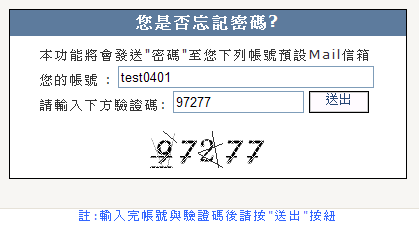 您是否忘記密碼?
本功能將會發送"密碼"至您下列帳號預設Mail信箱
您的帳號 : test0401
請輸入下方驗證碼: 97277 送出
97277
註:輸入完帳號與驗證碼後請按"送出"按鈕